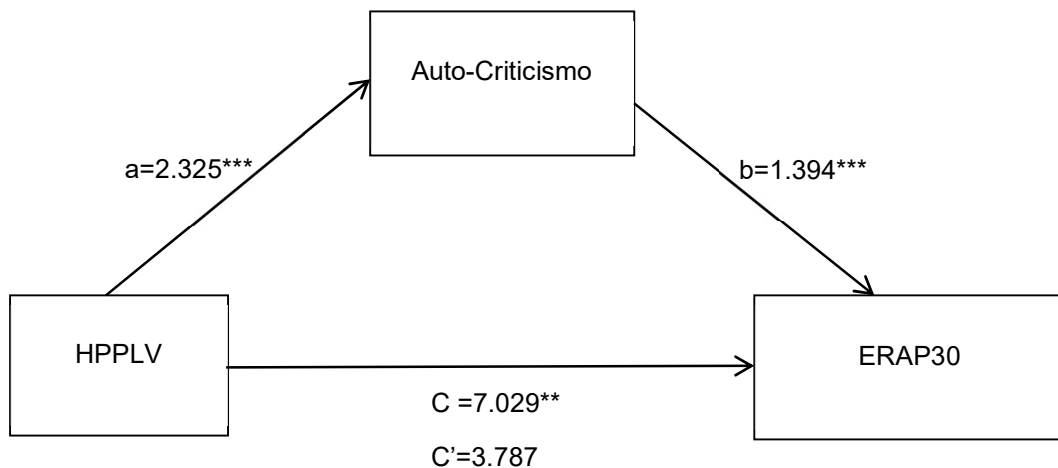 Auto-Criticismo
a=2.325***
b=1.394***
HPPLV
ERAP30
C =7.029**
C’=3.787